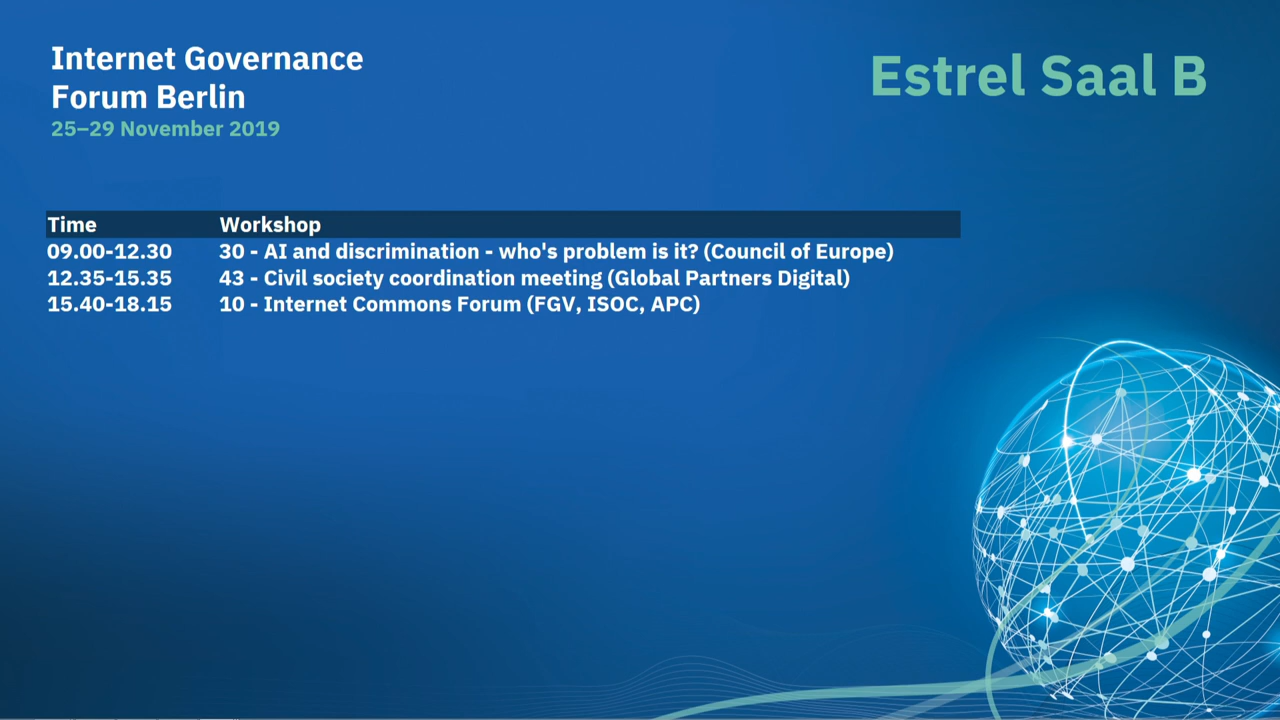 Internet Governance
Forum Berlin
25–29 November 2019
Estrel Saal B
Time Workshop
09.00-12.30 30 - AI and discrimination - who's problem is it? (Council of Europe)
12.35-15.35 43 - Civil society coordination meeting (Global Partners Digital)
15.40-18.15 10 - Internet Commons Forum (FGV, ISOC, APC)